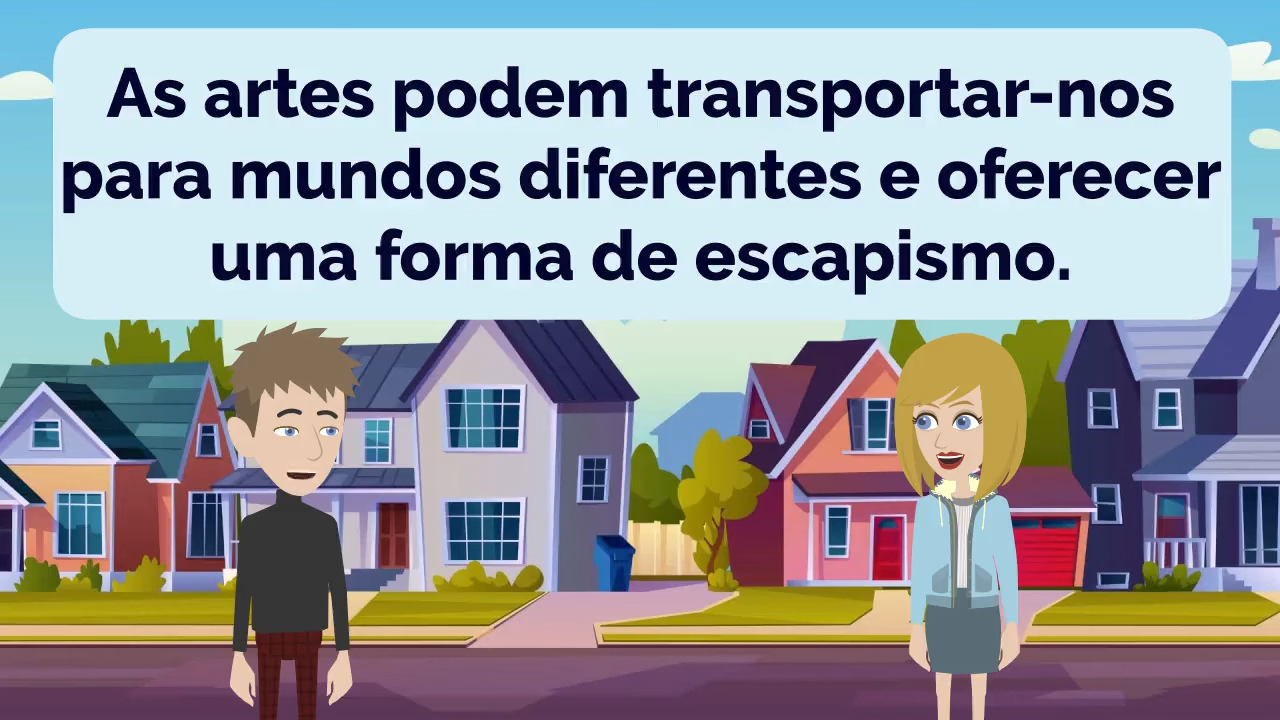 As artes podem transportar-nos
para mundos diferentes e oferecer
uma forma de escapismo.